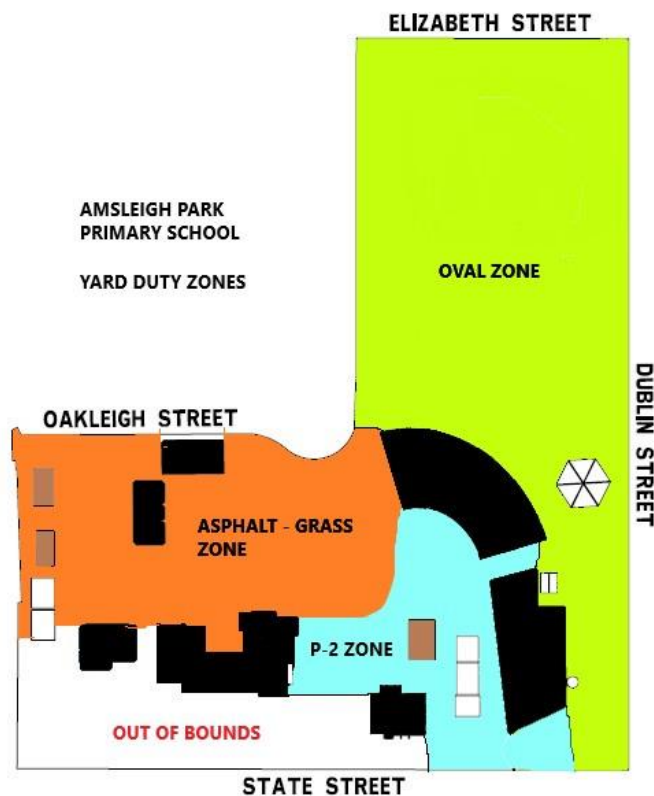 ELIZABETH STREET
AMSLEIGH PARK
PRIMARY SCHOOL
YARD DUTY ZONES
OVAL ZONE
DUBLIN STREET
OAKLEIGH STREET
ASPHALT - GRASS
ZONE
P-2 ZONE
OUT OF BOUNDS
STATE STREET